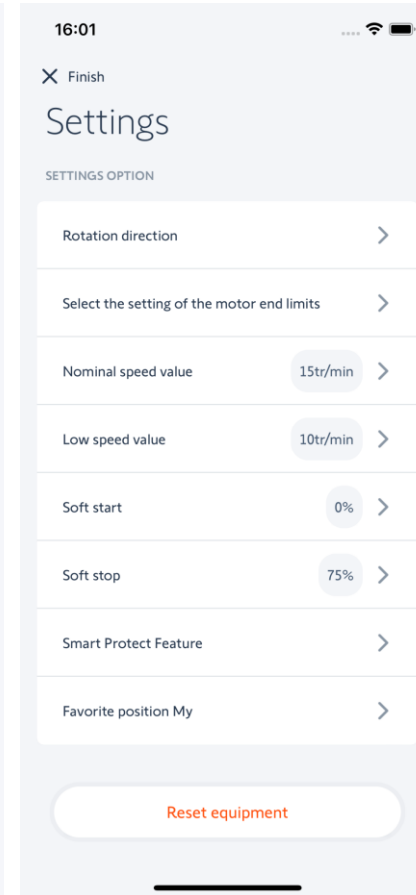 16:01
Finish
Settings
SETTINGS OPTION
Rotation direction
Select the setting of the motor end limits
Nominal speed value 15tr/min
Low speed value 10tr/min
Soft start 0%
Soft stop 75%
Smart Protect Feature
Favorite position My
Reset equipment